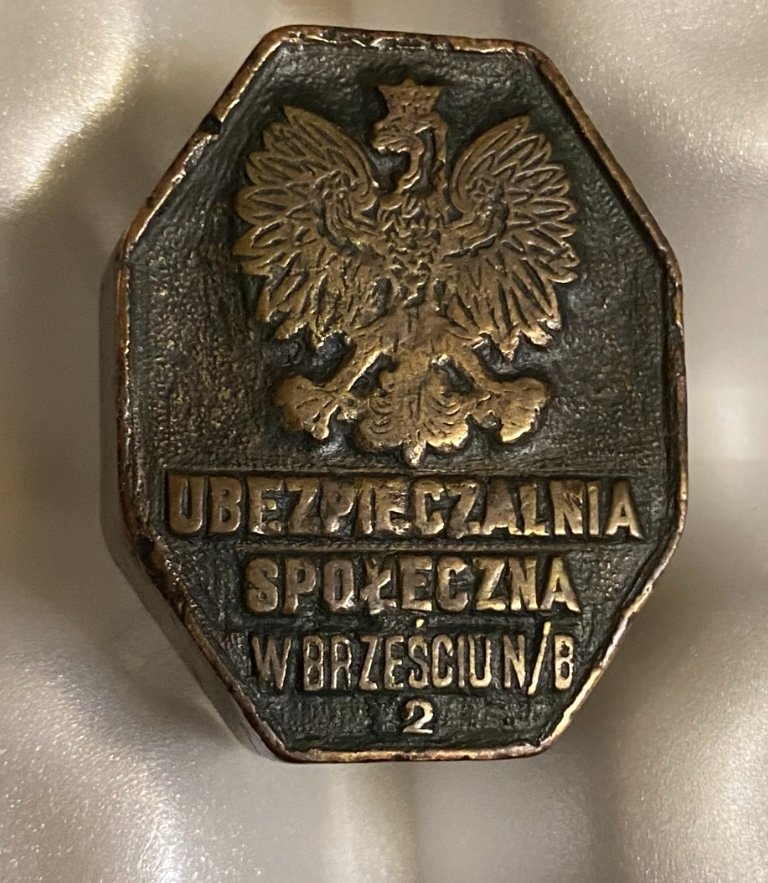 UBEZPIECZALNIA
SPOŁECZNA
W BRZEŚCIU N/B
2